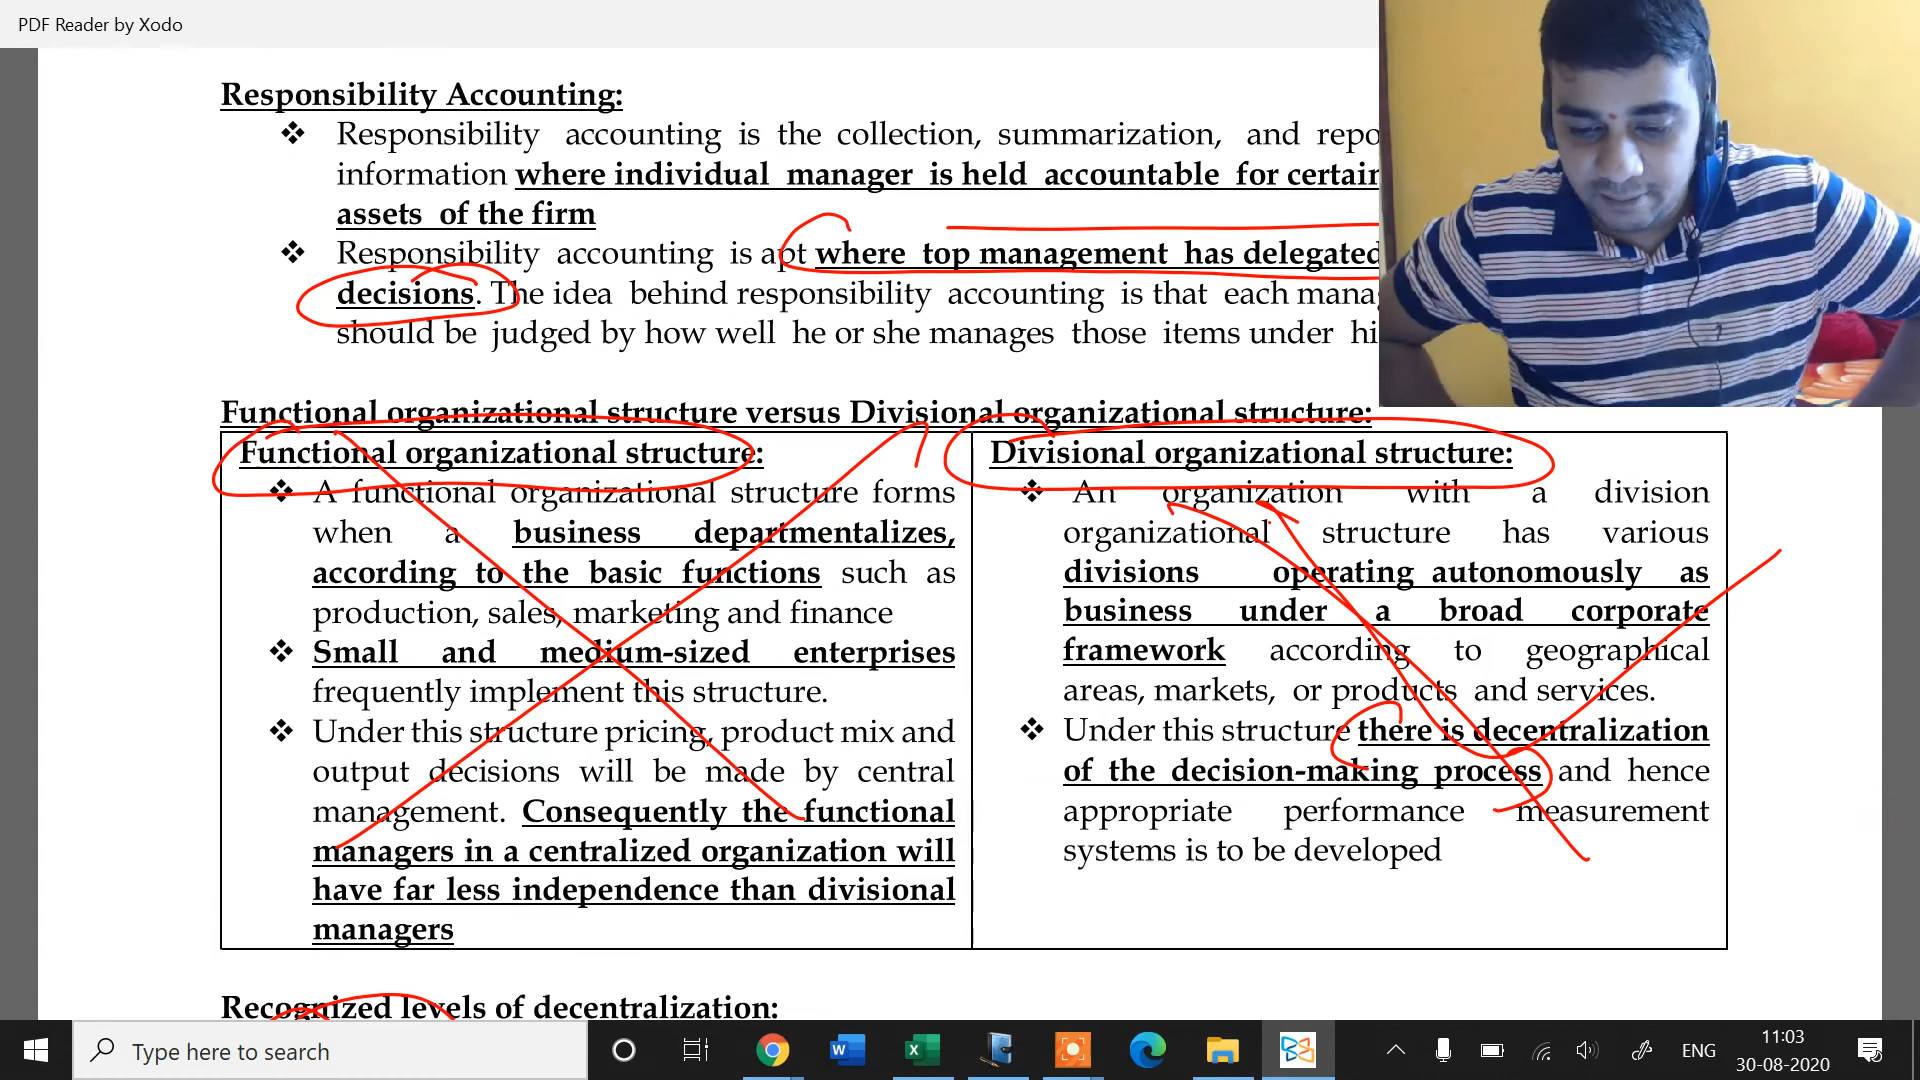 PDF Reader by Xodo
Responsibility Accounting:
❖ Responsibility accounting is the collection, summarization, and
information where individual manager is held accountable for certain
assets of the firm
❖ Responsibility accounting is apt where top management has delegated
decisions. The idea behind responsibility accounting is that each
should be judged by how well he or she manages those items under
Functional organizational structure versus Divisional organizational structure:
Functional organizational structure:
❖ A functional organizational structure forms
when a business departmentalizes,
according to the basic functions such as
production, sales, marketing and finance
❖ Small and medium-sized enterprises
frequently implement this structure.
❖ Under this structure pricing, product mix and
output decisions will be made by central
management. Consequently the functional
managers in a centralized organization will
have far less independence than divisional
managers
Divisional organizational structure:
❖ An organization with a division
organizational structure has various
divisions operating autonomously as
business under a broad corporate
framework according to geographical
areas, markets, or products and services.
❖ Under this structure there is decentralization
of the decision-making process and hence
appropriate performance measurement
systems is to be developed
Recognized levels of decentralization:
Type here to search
ENG
11:03
30-08-2020